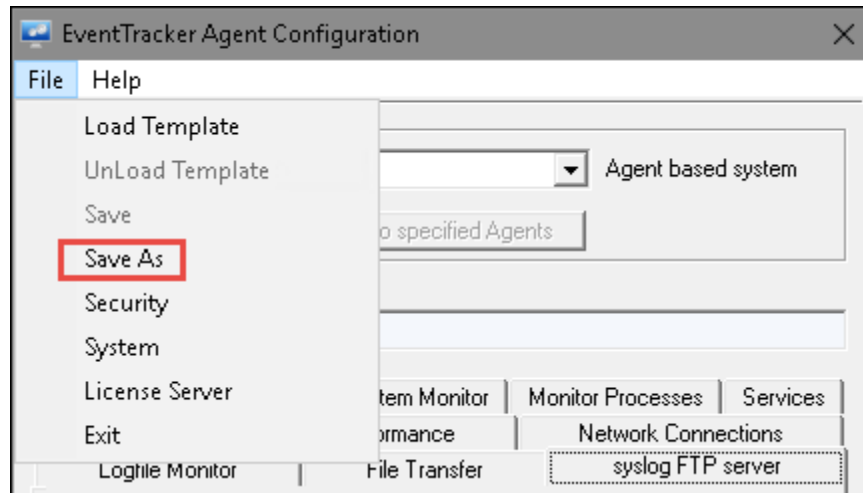 EventTracker Agent Configuration
File Help
Load Template
UnLoad Template
Agent based system
Save
o specified Agents
Save As
Security
System
License Server
tem Monitor Monitor Processes Services
Exit
ormance Network Connections
Logfile Monitor File Transfer syslog FTP server